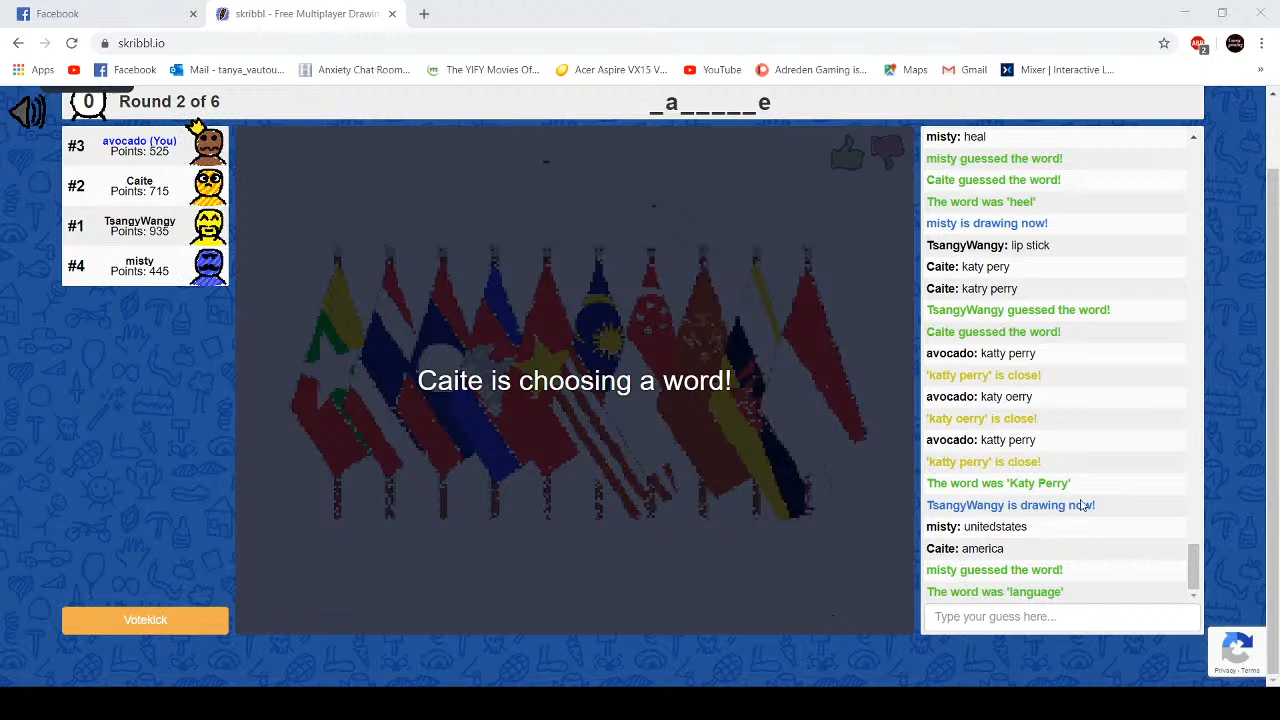 Facebook
skribbl - Free Multiplayer Drawin
skribbl.io
Apps
Facebook
Mail - tanya_vautou...
Anxiety Chat Room...
The YIFY Movies Of...
Acer Aspire VX15 V...
YouTube
Adreden Gaming is...
Maps
Gmail
Mixer | Interactive L...
0
Round 2 of 6
_a_____e
#3 avocado (You)
Points: 525
#2 Caite
Points: 715
#1 TsangyWangy
Points: 935
#4 misty
Points: 445
Votekick
Caite is choosing a word!
misty: heal
misty guessed the word!
Caite guessed the word!
The word was 'heel'
misty is drawing now!
TsangyWangy: lip stick
Caite: katy pery
Caite: katry perry
TsangyWangy guessed the word!
Caite guessed the word!
avocado: katty perry
'katty perry' is close!
avocado: katy oerry
'katy oerry' is close!
avocado: katty perry
'katty perry' is close!
The word was 'Katy Perry'
TsangyWangy is drawing now!
misty: unitedstates
Caite: america
misty guessed the word!
The word was 'language'
Type your guess here...
Privacy - Terms